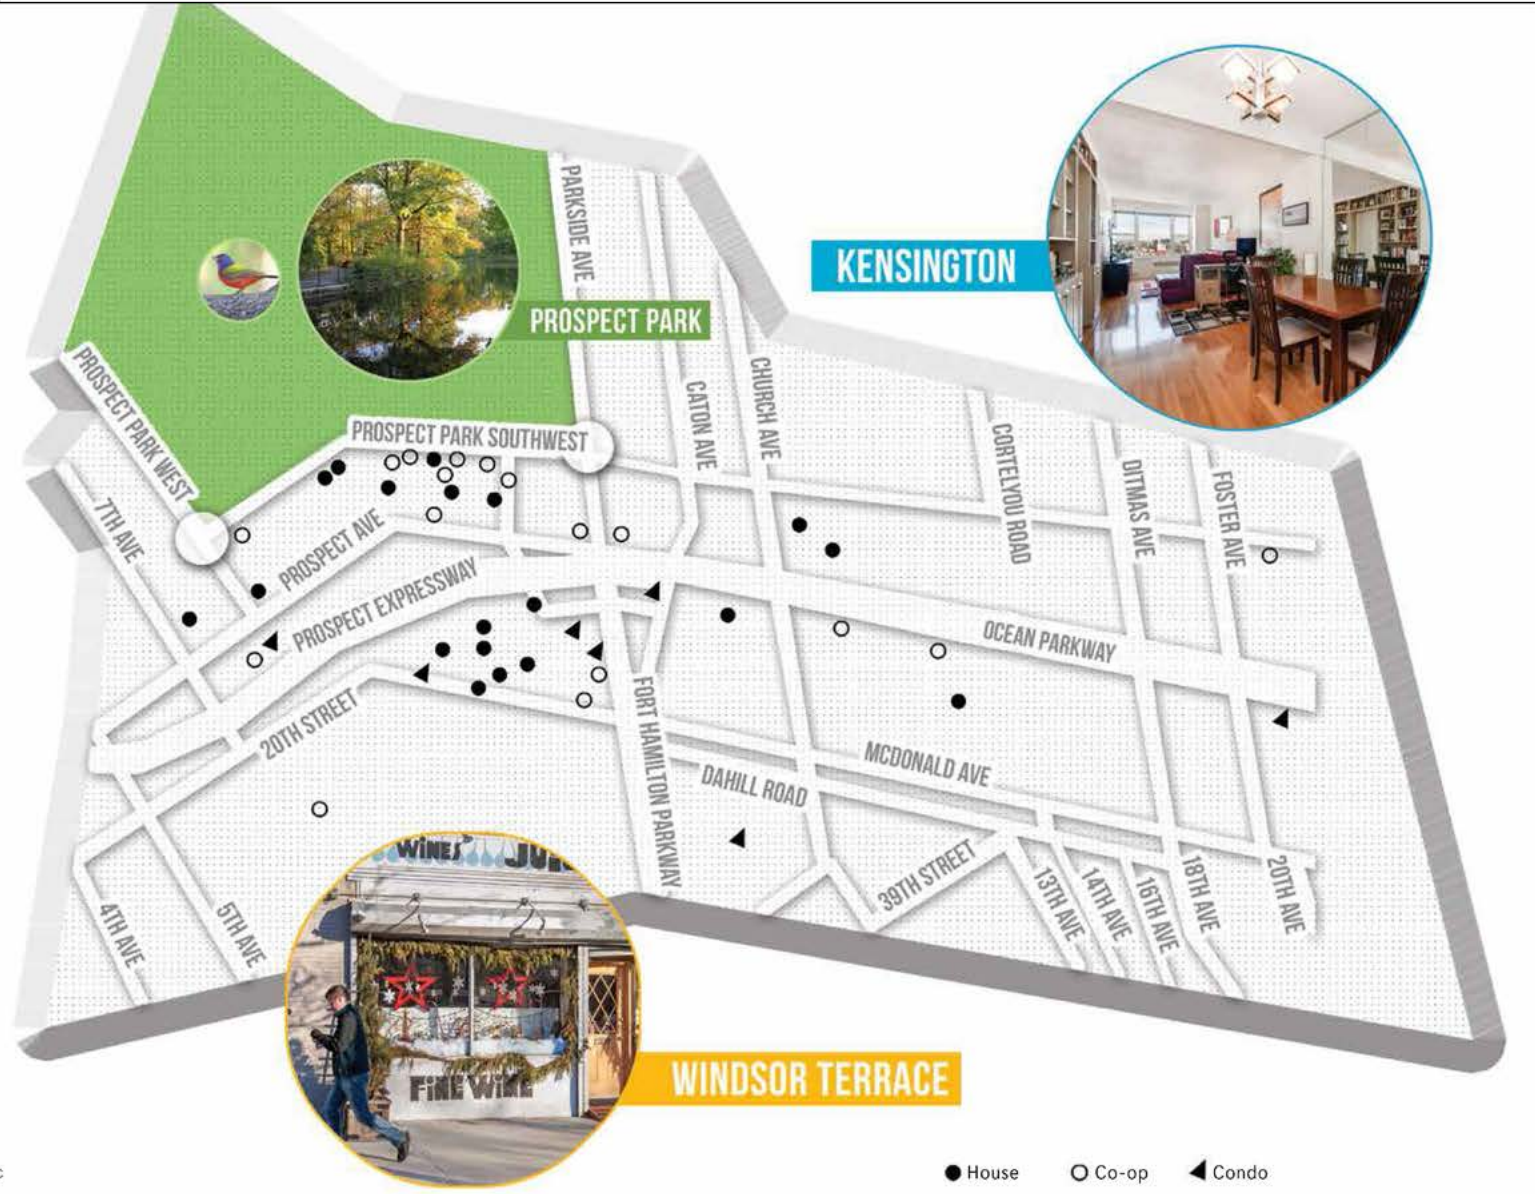 PARKSIDE AVE
KENSINGTON
PROSPECT PARK
PROSPECT PARK WEST
CATON AVE
CHURCH AVE
PROSPECT PARK SOUTHWEST
CORTELYOU ROAD
DITMAS AVE
FOSTER AVE
7TH AVE
PROSPECT AVE
PROSPECT EXPRESSWAY
OCEAN PARKWAY
20TH STREET
FORT HAMILTON PARKWAY
MCDONALD AVE
DAHILL ROAD
39TH STREET
13TH AVE
14TH AVE
16TH AVE
18TH AVE
20TH AVE
4TH AVE
5TH AVE
WINES
FINE WINE
WINDSOR TERRACE
House
Co-op
Condo